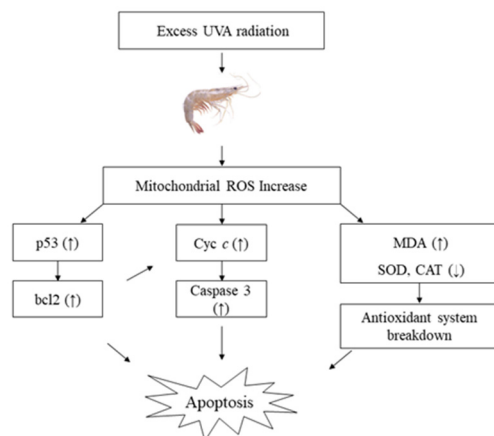 Excess UVA radiation
Mitochondrial ROS Increase
p53 (↑)
bcl2 (↑)
Cyc c (↑)
Caspase 3
(↑)
MDA (↑)
SOD, CAT (↓)
Antioxidant system
breakdown
Apoptosis